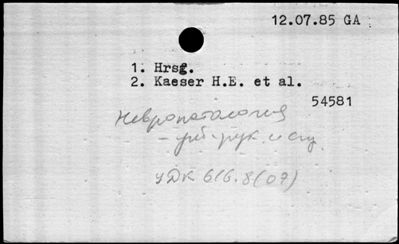 12.07.85 GA
1. Hrsg.
2. Kaeser H.E. et al.
54581
Невропатология
УДК 616.8(07)